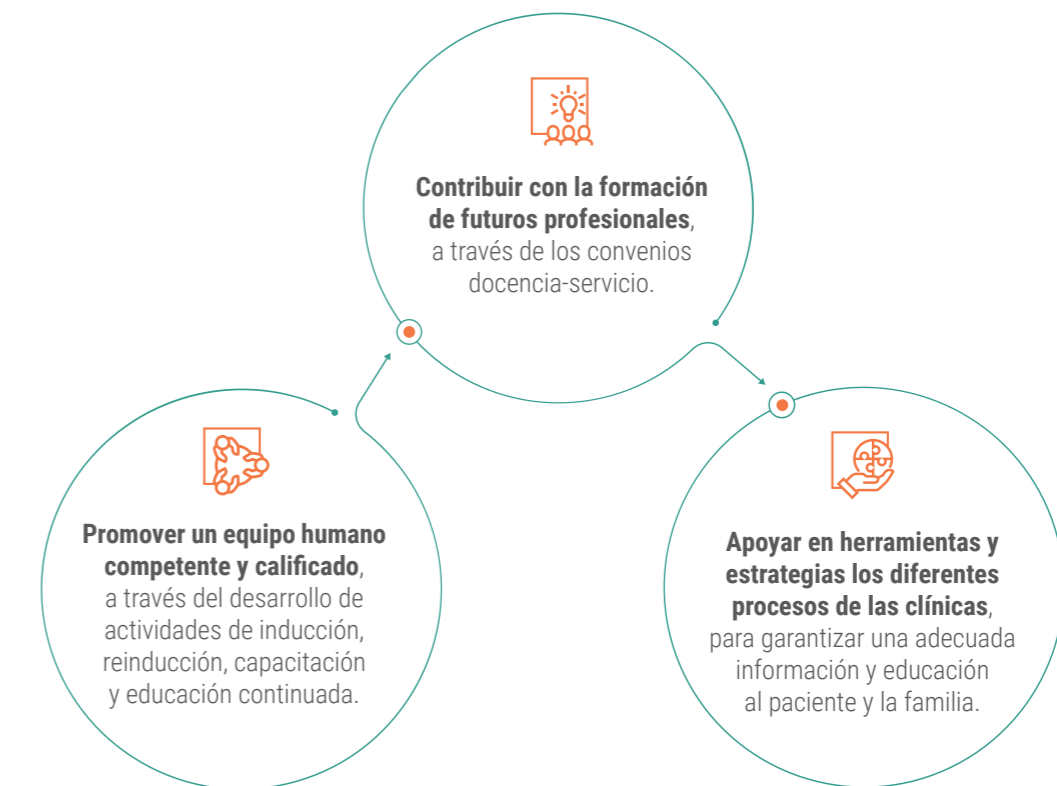 Contribuir con la formación
de futuros profesionales,
a través de los convenios
docencia-servicio.
Promover un equipo humano
competente y calificado,
a través del desarrollo de
actividades de inducción,
reinducción, capacitación
y educación continuada.
Apoyar en herramientas y
estrategias los diferentes
procesos de las clínicas,
para garantizar una adecuada
información y educación
al paciente y la familia.